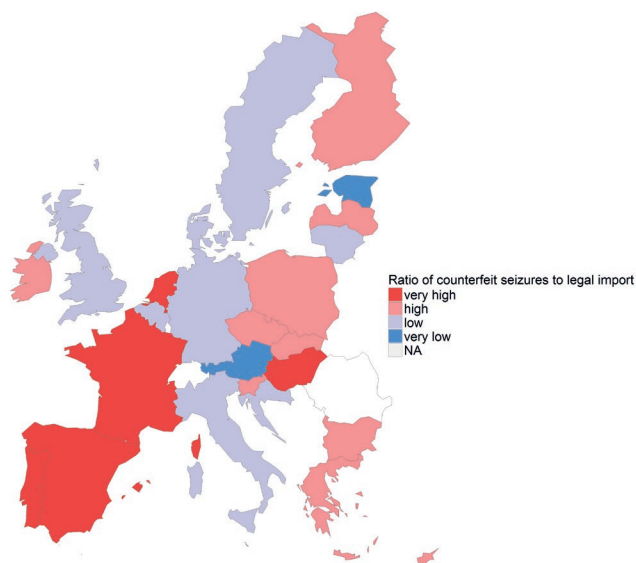 Ratio of counterfeit seizures to legal import
very high
high
low
very low
NA